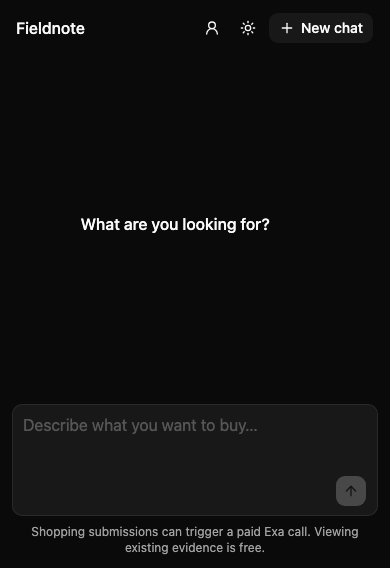 Fieldnote
New chat
What are you looking for?
Describe what you want to buy...
Shopping submissions can trigger a paid Exa call. Viewing
existing evidence is free.